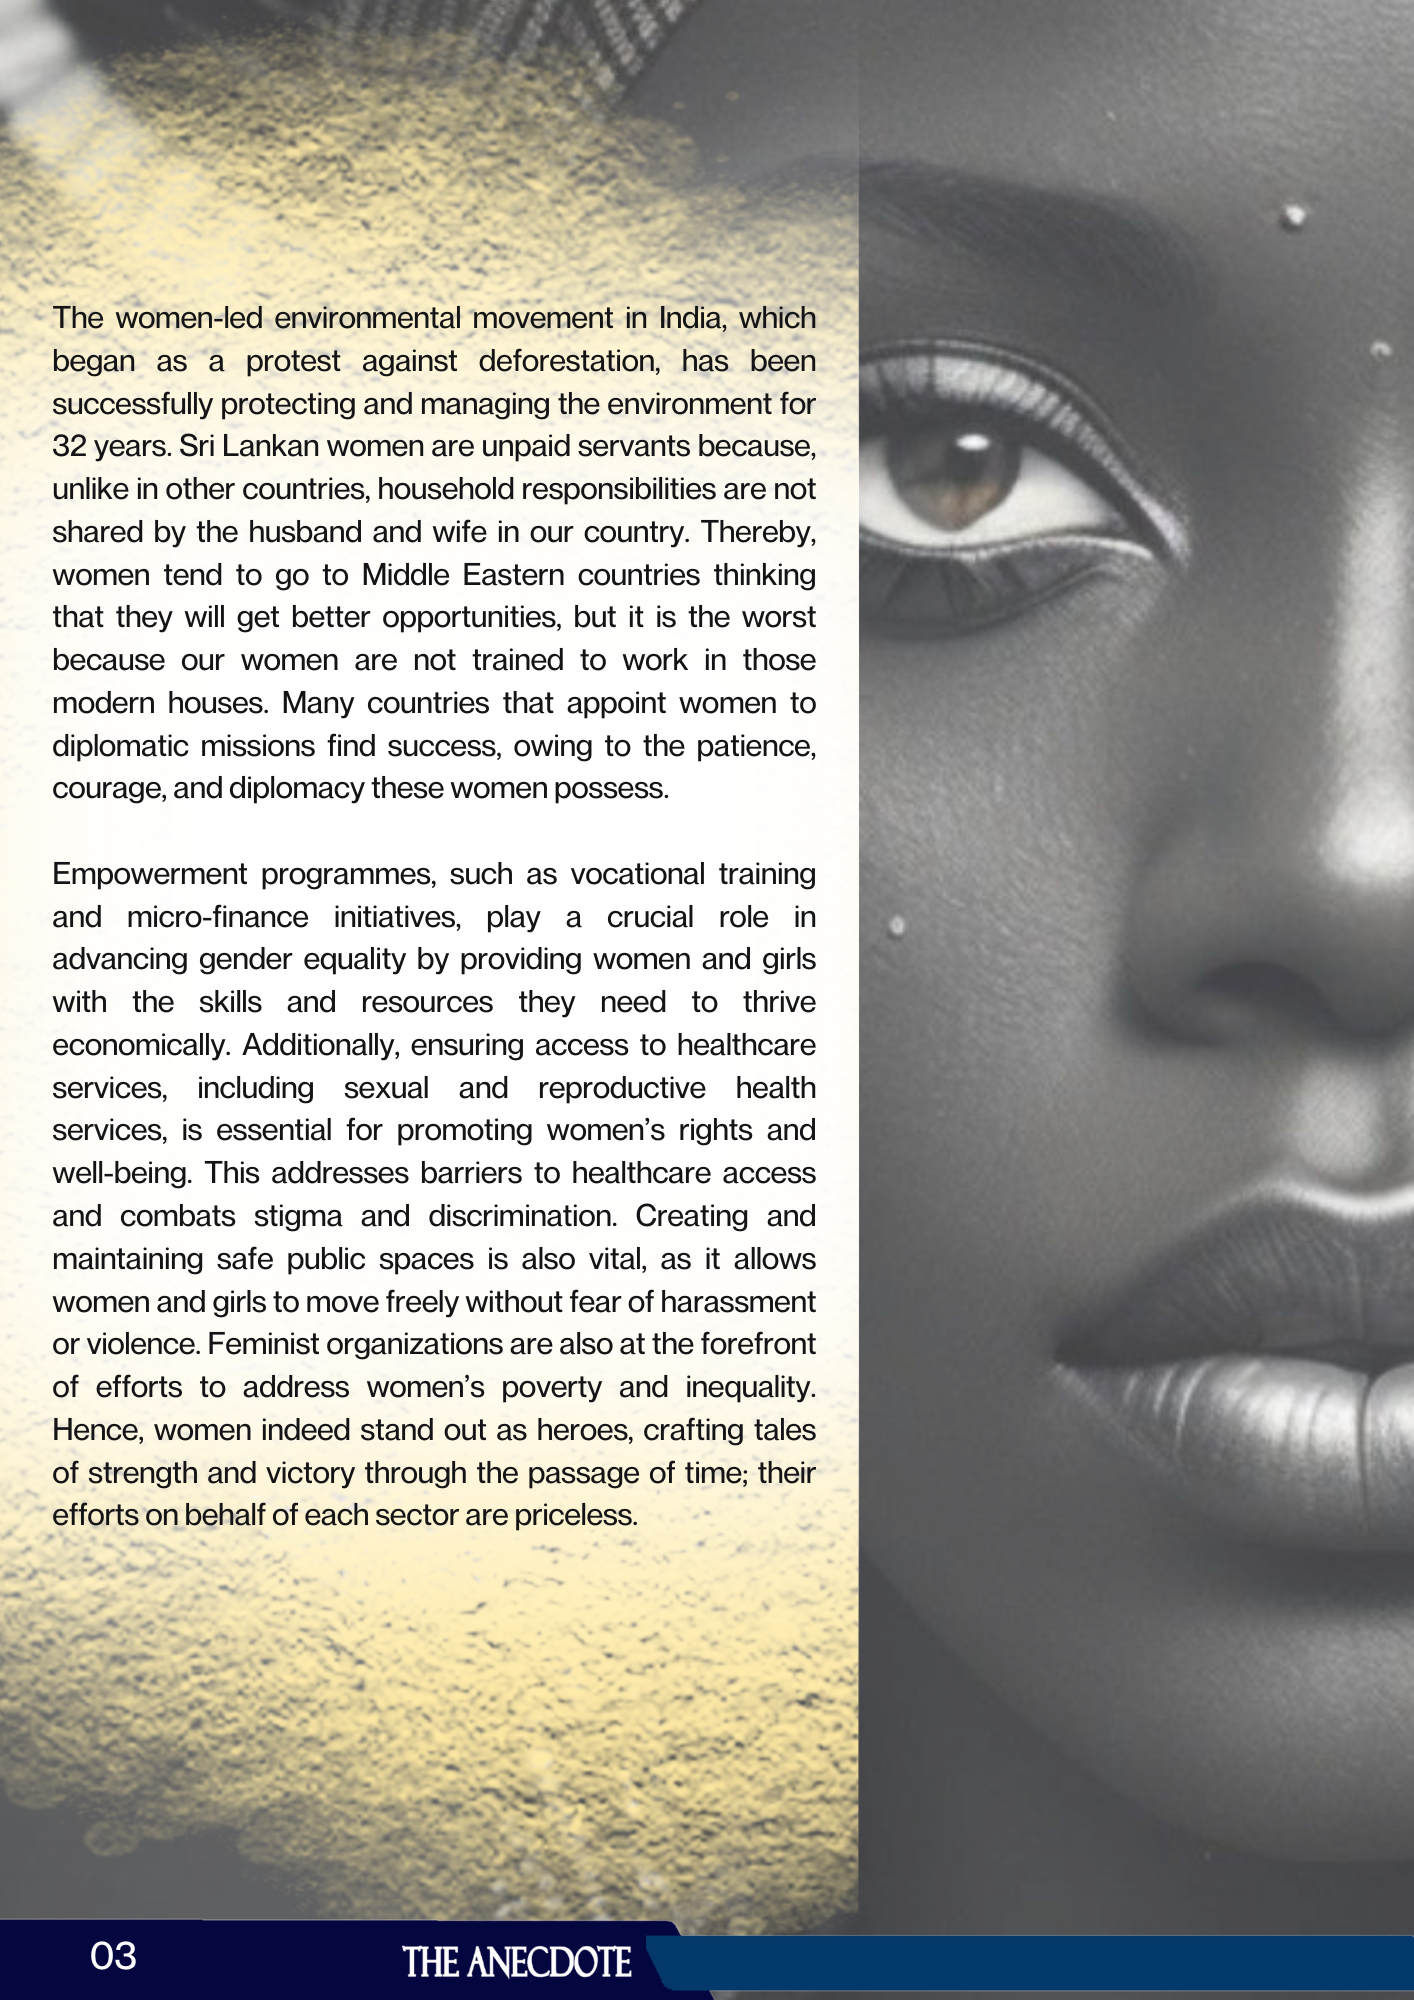 The women-led environmental movement in India, which
began as a protest against deforestation, has been
successfully protecting and managing the environment for
32 years. Sri Lankan women are unpaid servants because,
unlike in other countries, household responsibilities are not
shared by the husband and wife in our country. Thereby,
women tend to go to Middle Eastern countries thinking
that they will get better opportunities, but it is the worst
because our women are not trained to work in those
modern houses. Many countries that appoint women to
diplomatic missions find success, owing to the patience,
courage, and diplomacy these women possess.
Empowerment programmes, such as vocational training
and micro-finance initiatives, play a crucial role in
advancing gender equality by providing women and girls
with the skills and resources they need to thrive
economically. Additionally, ensuring access to healthcare
services, including sexual and reproductive health
services, is essential for promoting women’s rights and
well-being. This addresses barriers to healthcare access
and combats stigma and discrimination. Creating and
maintaining safe public spaces is also vital, as it allows
women and girls to move freely without fear of harassment
or violence. Feminist organizations are also at the forefront
of efforts to address women’s poverty and inequality.
Hence, women indeed stand out as heroes, crafting tales
of strength and victory through the passage of time; their
efforts on behalf of each sector are priceless.
03
THE ANECDOTE